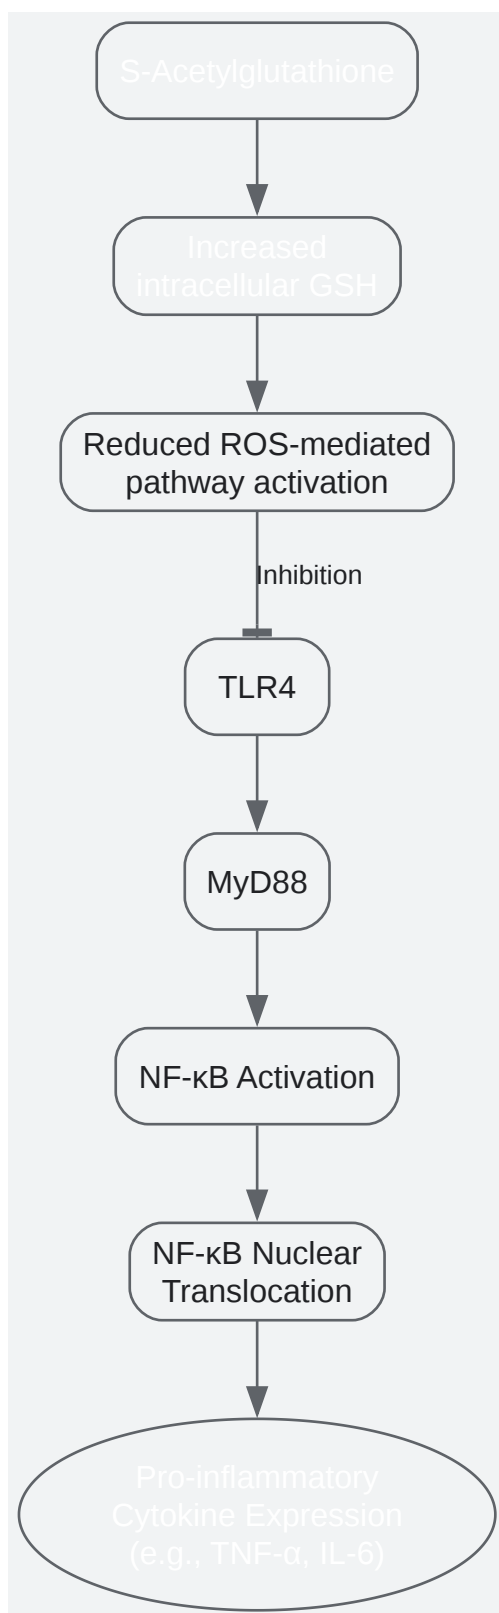 S-Acetylglutathione
Increased
intracellular GSH
Reduced ROS-mediated
pathway activation
Inhibition
TLR4
MyD88
NF-κB Activation
NF-κB Nuclear
Translocation
Pro-inflammatory
Cytokine Expression
(e.g., TNF-α, IL-6)